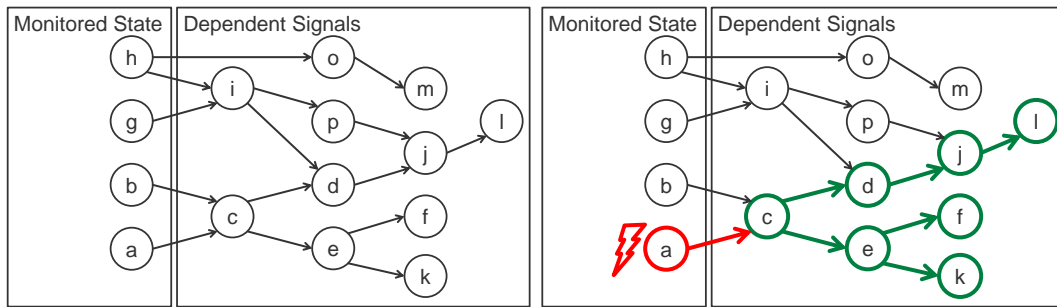 Monitored State
Dependent Signals
h
o
i
m
g
p
l
j
b
d
c
f
a
e
k
Monitored State
Dependent Signals
h
o
i
m
g
p
l
j
b
d
c
f
a
e
k